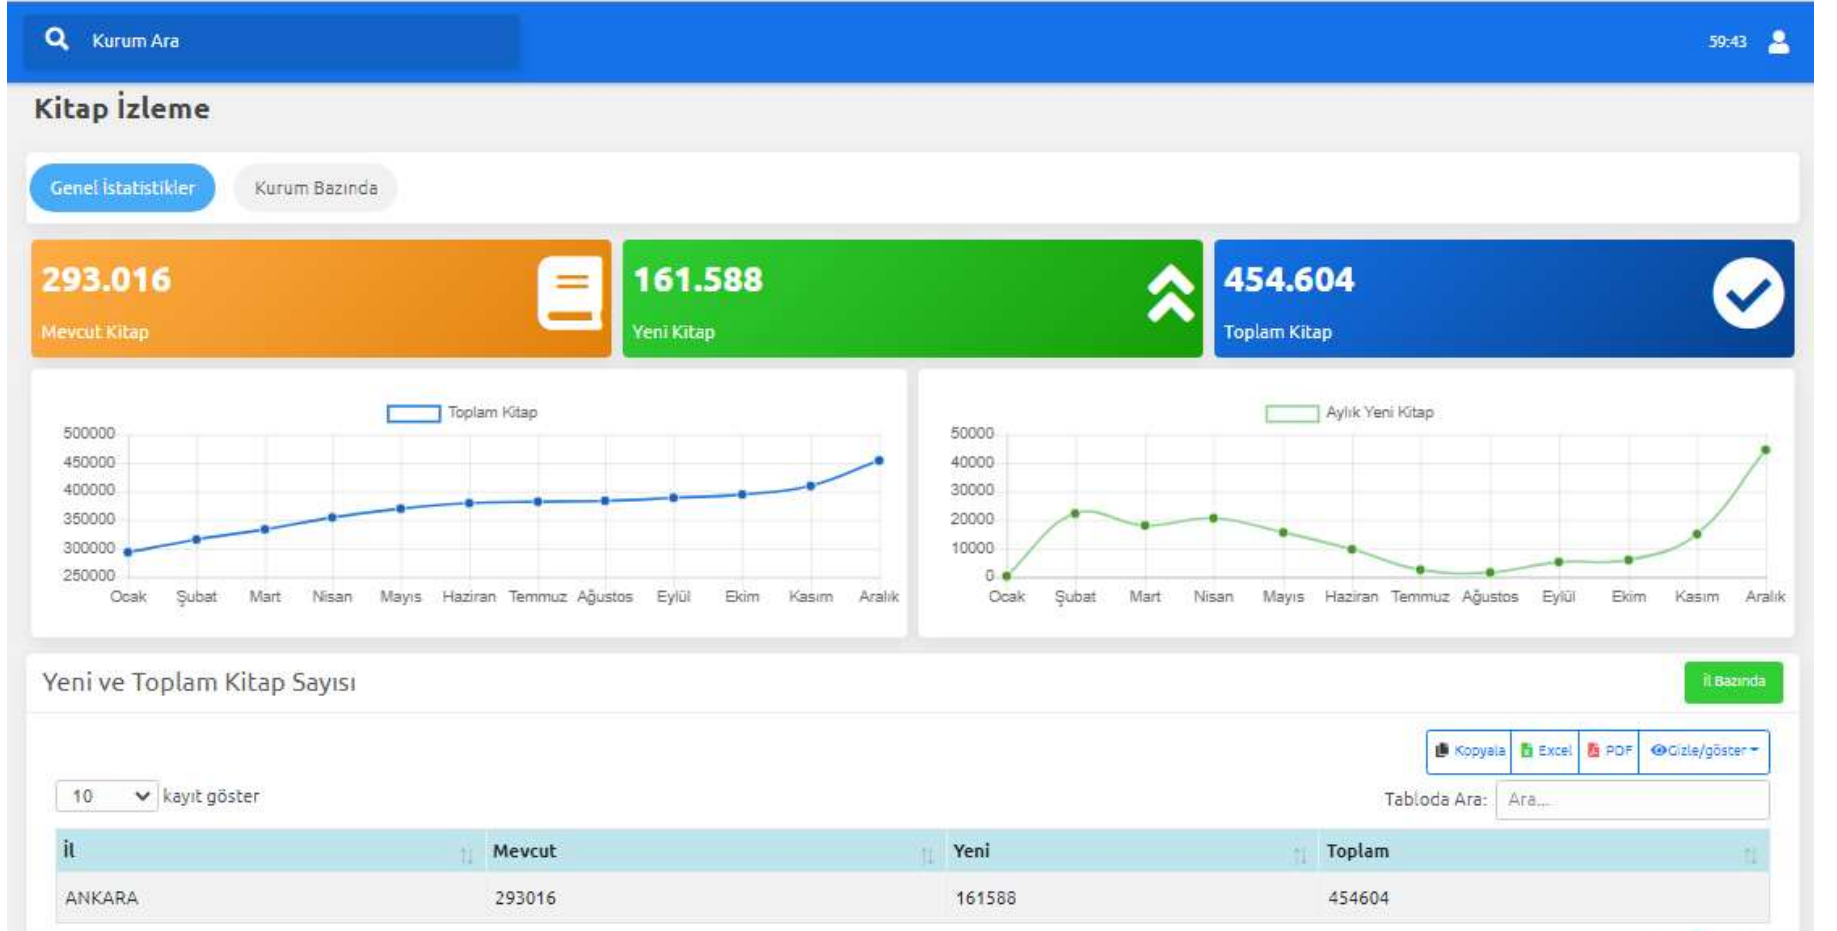 Kurum Ara
59:43
Kitap İzleme
Genel İstatistikler Kurum Bazında
293.016
Mevcut Kitap
161.588
Yeni Kitap
454.604
Toplam Kitap
Toplam Kitap
500000
450000
400000
350000
300000
250000
Ocak Şubat Mart Nisan Mayıs Haziran Temmuz Ağustos Eylül Ekim Kasım Aralık
Aylık Yeni Kitap
50000
40000
30000
20000
10000
0
Ocak Şubat Mart Nisan Mayıs Haziran Temmuz Ağustos Eylül Ekim Kasım Aralık
Yeni ve Toplam Kitap Sayısı
İl Bazında
Kopyala Excel PDF Gizle/göster
10 kayıt göster
Tabloda Ara: Ara...
İl Mevcut Yeni Toplam
ANKARA 293016 161588 454604